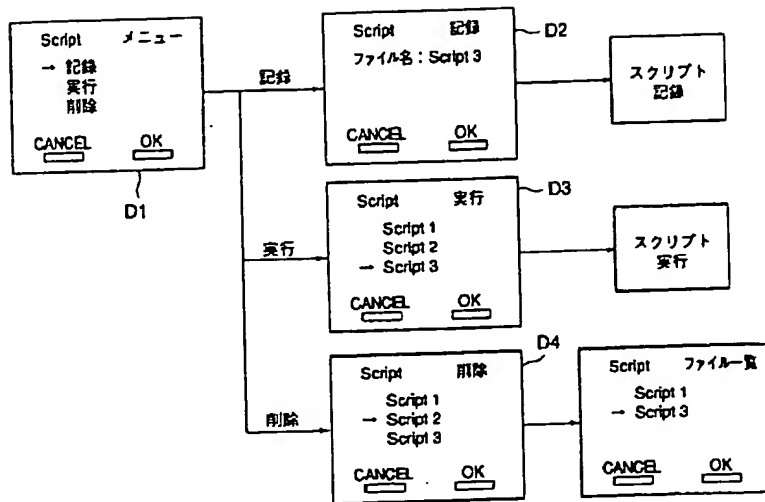 Script メニュー
→ 記録
実行
削除
CANCEL OK
D1
記録
Script 記録
ファイル名：Script 3
CANCEL OK
D2
スクリプト
記録
実行
Script 実行
Script 1
Script 2
→ Script 3
CANCEL OK
D3
スクリプト
実行
削除
Script 削除
Script 1
→ Script 2
Script 3
CANCEL OK
D4
Script ファイル一覧
Script 1
→ Script 3
CANCEL OK